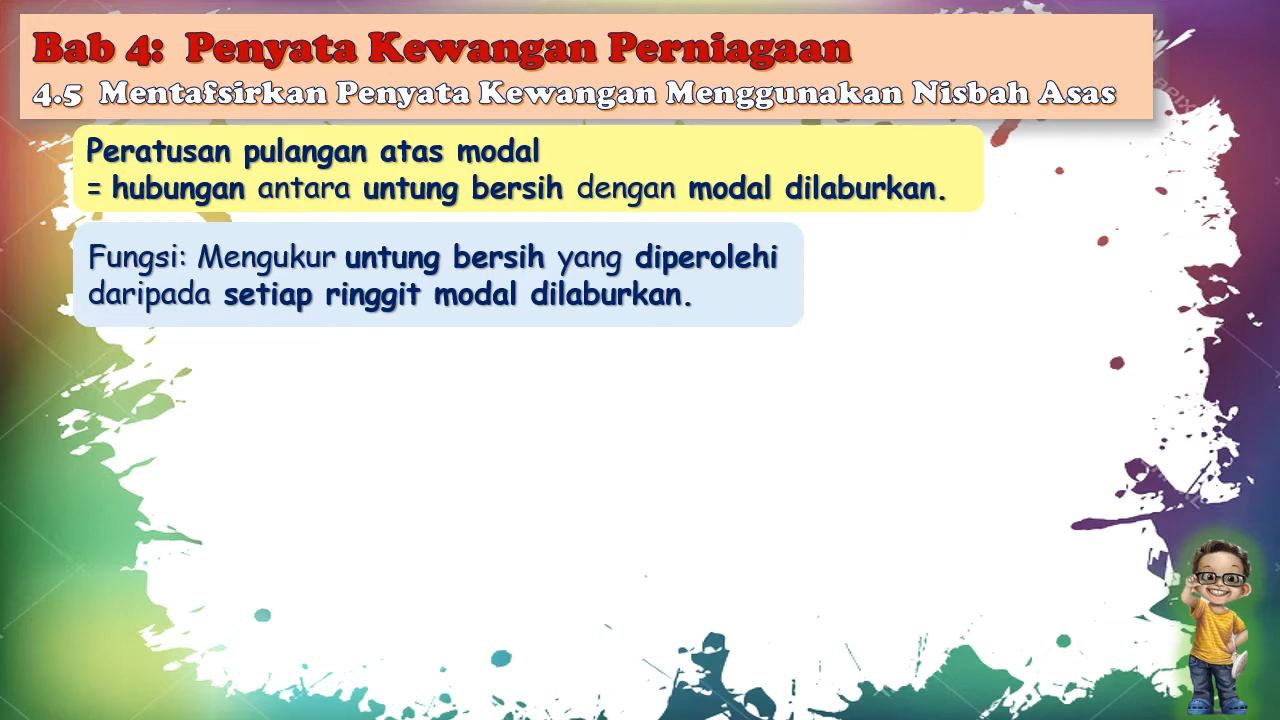 Bab 4: Penyata Kewangan Perniagaan
4.5 Mentafsirkan Penyata Kewangan Menggunakan Nisbah Asas
Peratusan pulangan atas modal
= hubungan antara untung bersih dengan modal dilaburkan.
Fungsi: Mengukur untung bersih yang diperolehi
daripada setiap ringgit modal dilaburkan.